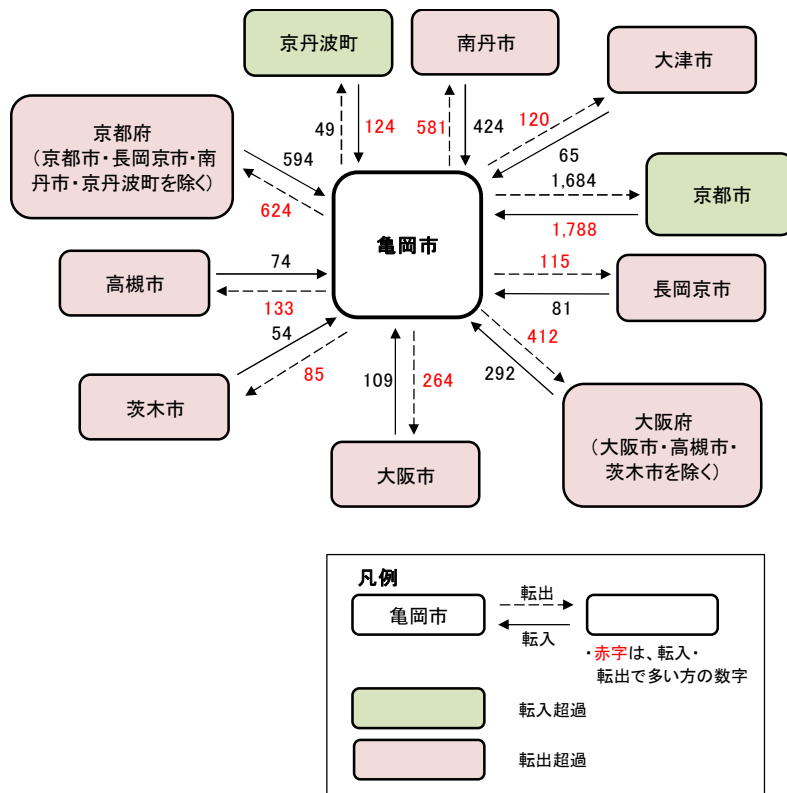 京丹波町
南丹市
大津市
京都府
（京都市・長岡京市・南
丹市・京丹波町を除く）
49
124
581
424
120
65
594
624
1,684
1,788
京都市
亀岡市
高槻市
74
133
115
81
長岡京市
54
85
茨木市
109
264
大阪市
412
292
大阪府
（大阪市・高槻市・
茨木市を除く）
凡例
亀岡市
転出
転入
・赤字は、転入・
転出で多い方の数字
転入超過
転出超過